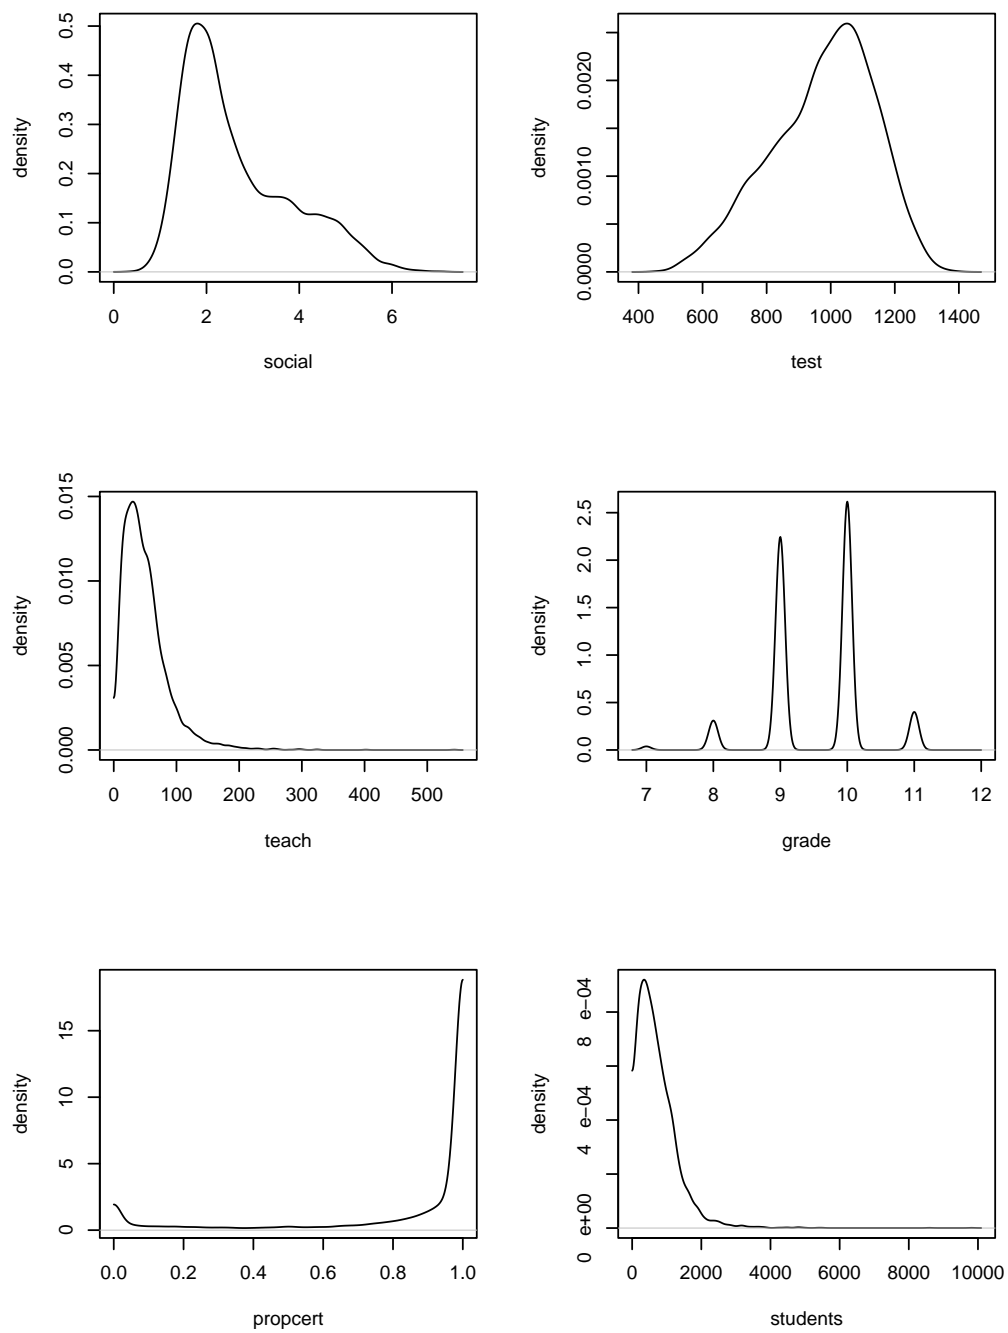 density
0.0 0.1 0.2 0.3 0.4 0.5
0 2 4 6
social
density
0.0000 0.0010 0.0020
400 600 800 1000 1200 1400
test
density
0.000 0.005 0.010 0.015
0 100 200 300 400 500
teach
density
0.0 0.5 1.0 1.5 2.0 2.5
7 8 9 10 11 12
grade
density
0 5 10 15
0.0 0.2 0.4 0.6 0.8 1.0
propcert
density
0 e+00 4 e−04 8 e−04
0 2000 4000 6000 8000 10000
students